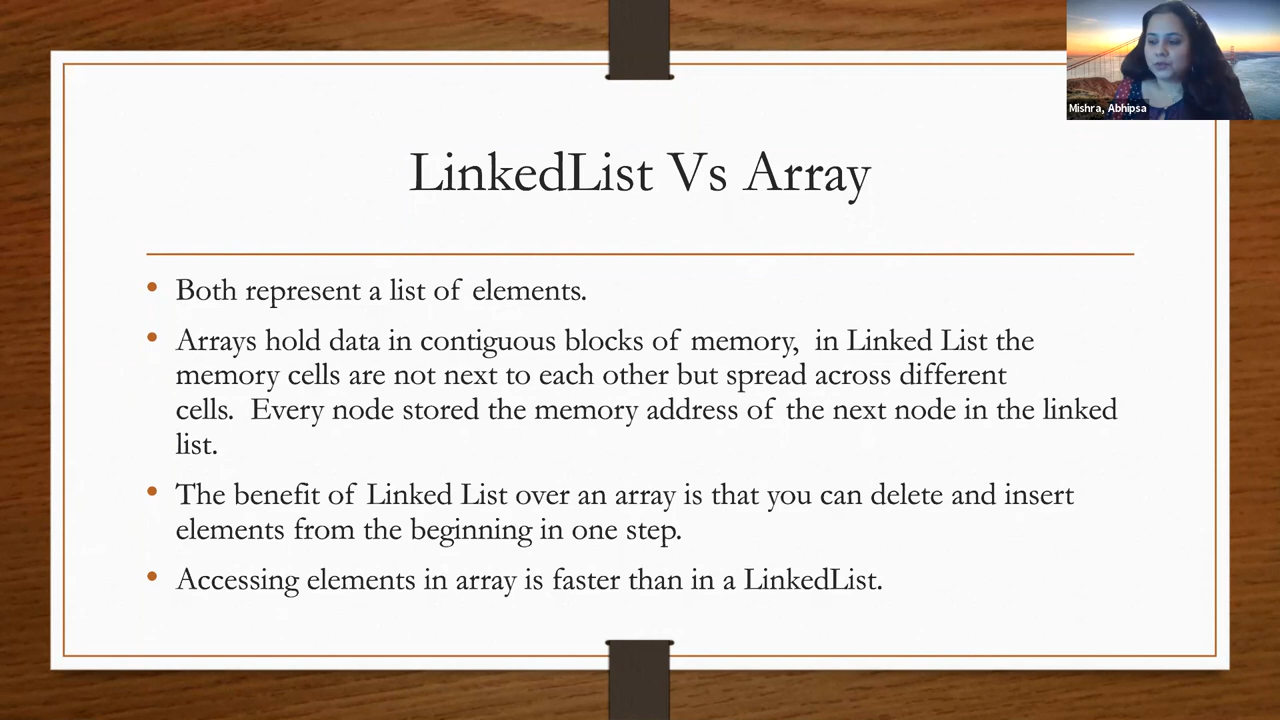 Mishra, Abhipsa
LinkedList Vs Array
• Both represent a list of elements.
• Arrays hold data in contiguous blocks of memory,  in Linked List the
memory cells are not next to each other but spread across different
cells.  Every node stored the memory address of the next node in the linked
list.
• The benefit of Linked List over an array is that you can delete and insert
elements from the beginning in one step.
• Accessing elements in array is faster than in a LinkedList.